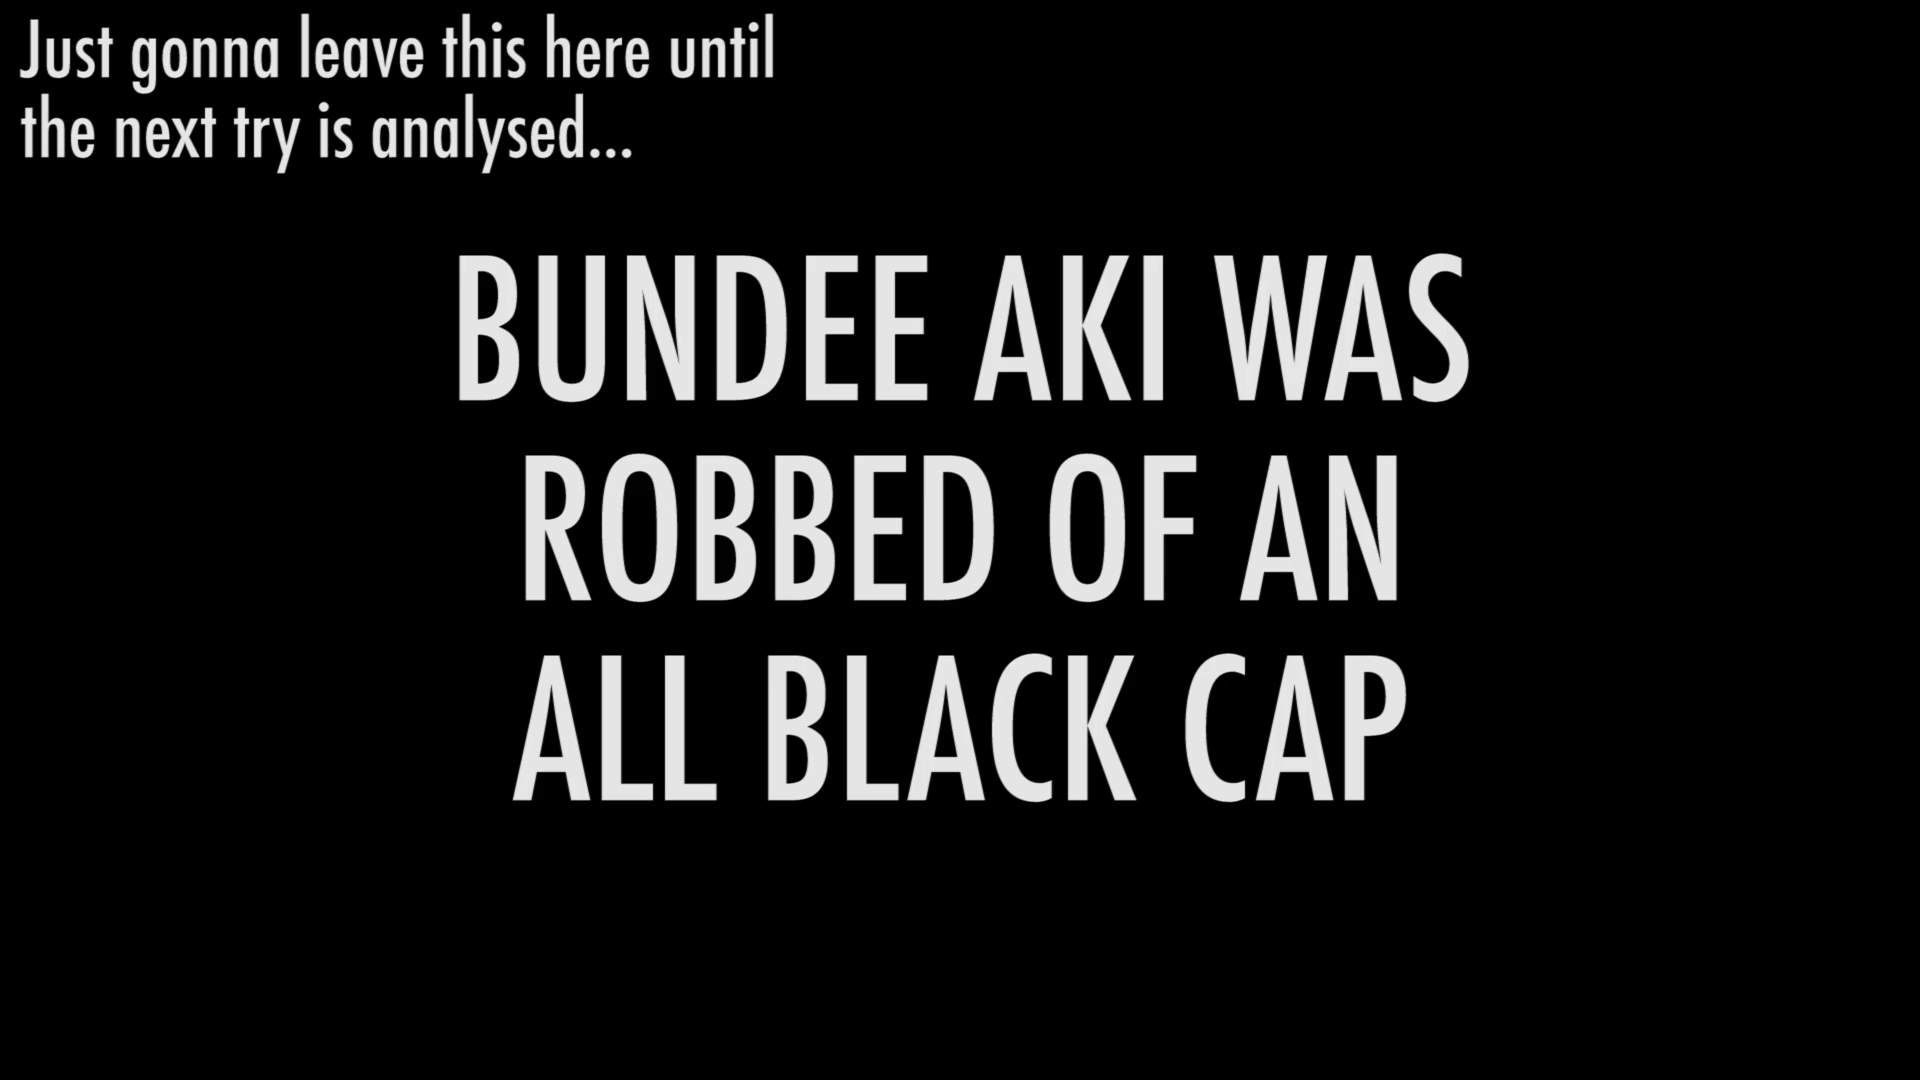 Just gonna leave this here until
the next try is analysed...
BUNDEE AKI WAS
ROBBED OF AN
ALL BLACK CAP